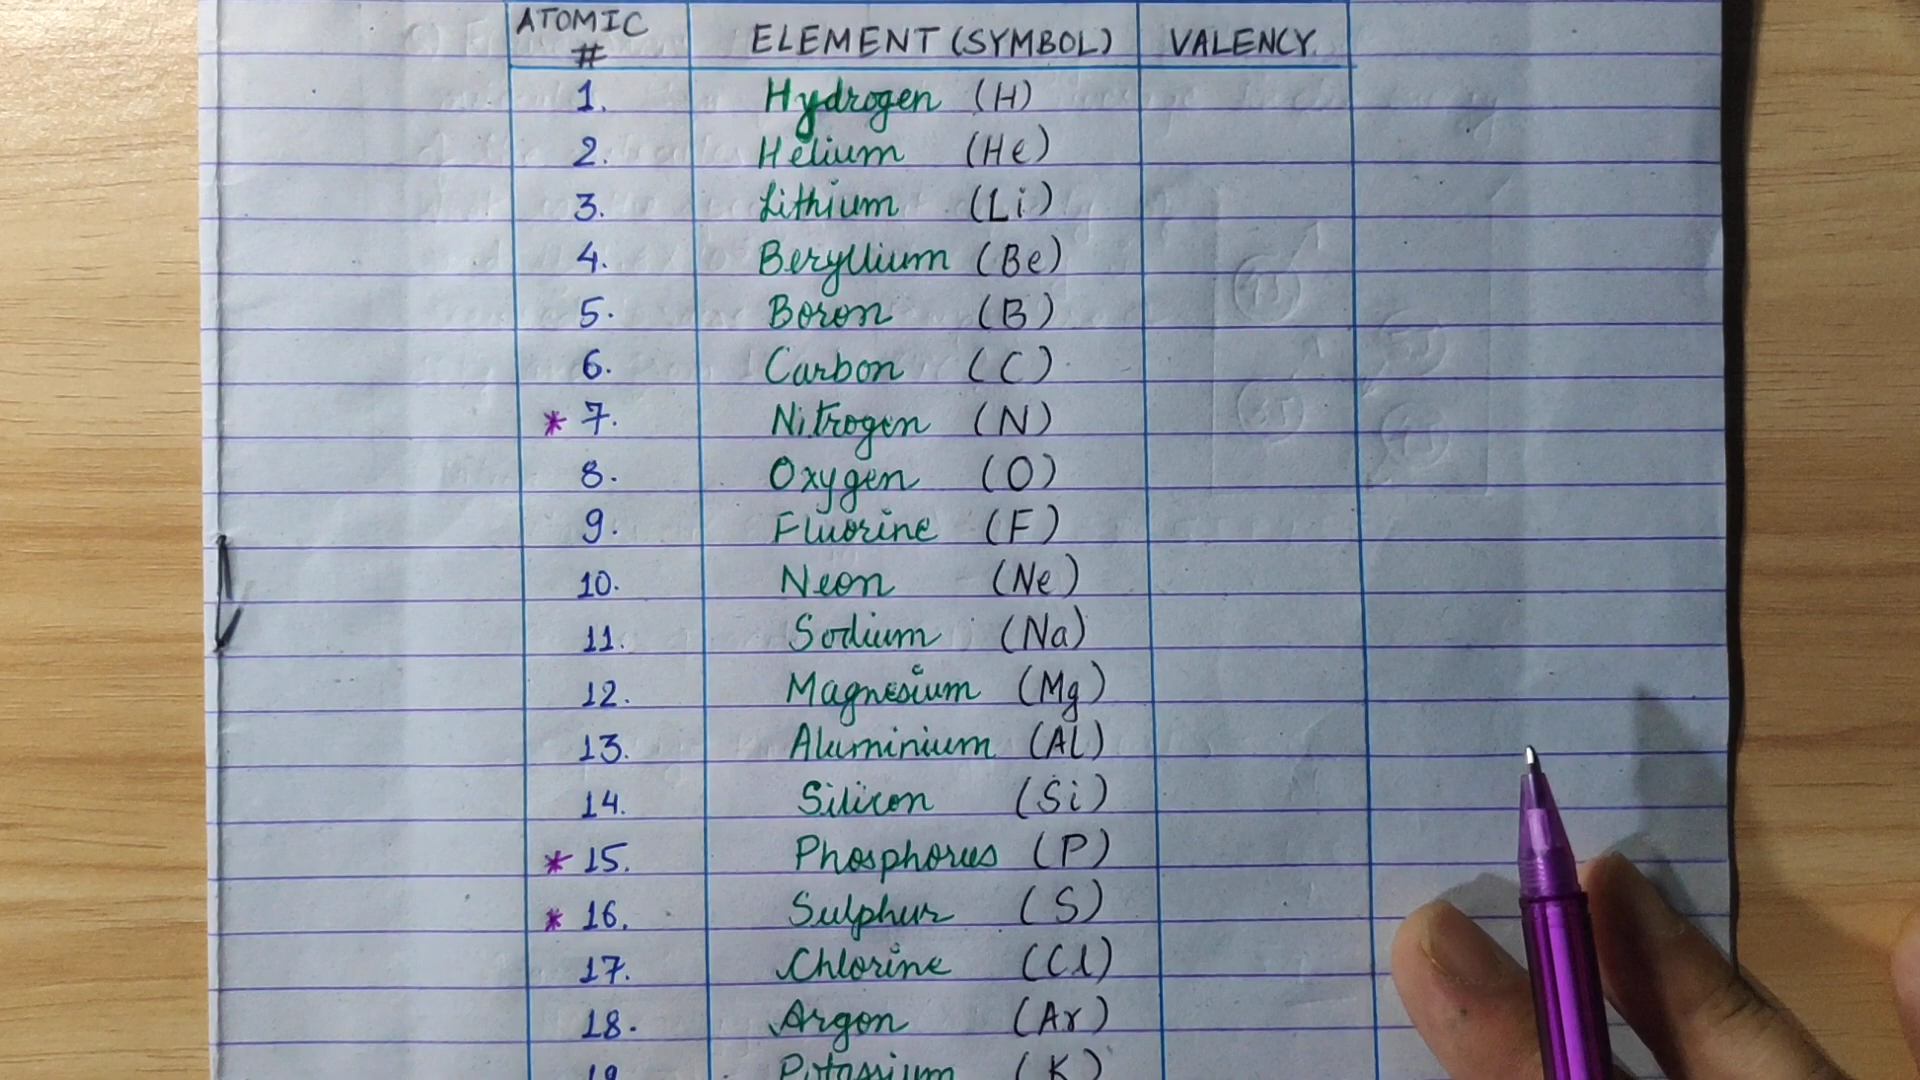 ATOMIC # ELEMENT (SYMBOL) VALENCY
1. Hydrogen (H)
2. Helium (He)
3. Lithium (Li)
4. Beryllium (Be)
5. Boron (B)
6. Carbon (C)
* 7. Nitrogen (N)
8. Oxygen (O)
9. Fluorine (F)
10. Neon (Ne)
11. Sodium (Na)
12. Magnesium (Mg)
13. Aluminium (Al)
14. Silicon (Si)
* 15. Phosphorus (P)
* 16. Sulphur (S)
17. Chlorine (Cl)
18. Argon (Ar)
19 Potassium (K)